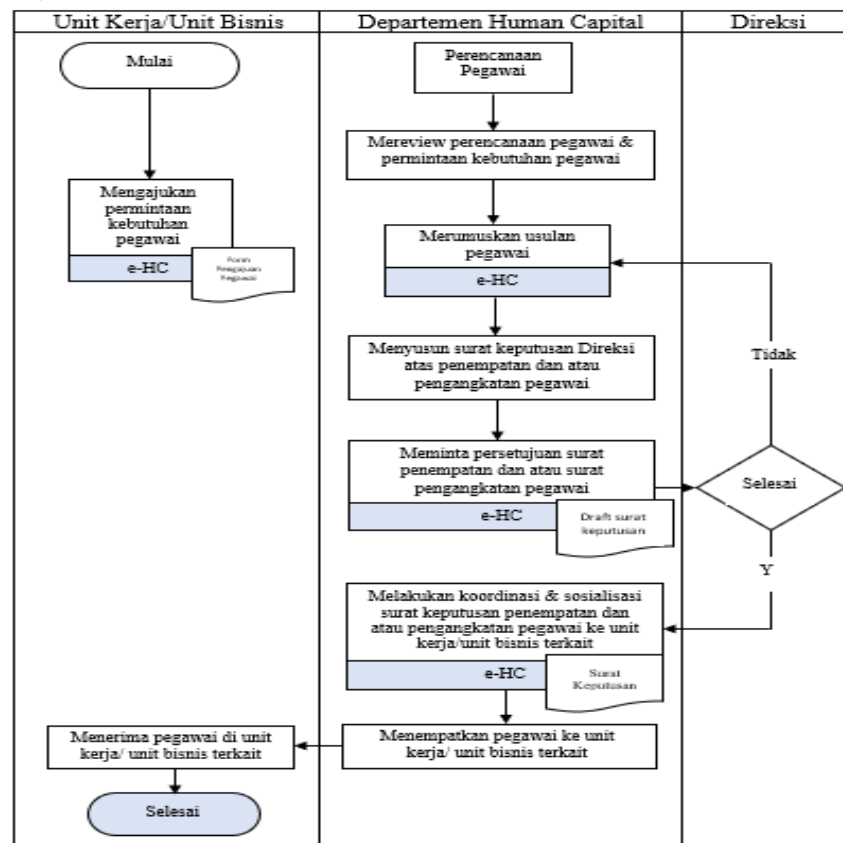 Unit Kerja/Unit Bisnis
Departemen Human Capital
Direksi
Mulai
Perencanaan
Pegawai
Mereview perencanaan pegawai &
permintaan kebutuhan pegawai
Mengajukan
permintaan
kebutuhan
pegawai
e-HC
Form
Pengajuan
Pegawai
Merumuskan usulan
pegawai
e-HC
Menyusun surat keputusan Direksi
atas penempatan dan atau
pengangkatan pegawai
Tidak
Meminta persetujuan surat
penempatan dan atau surat
pengangkatan pegawai
e-HC
Draft surat
keputusan
Selesai
Y
Melakukan koordinasi & sosialisasi
surat keputusan penempatan dan
atau pengangkatan pegawai ke unit
kerja/unit bisnis terkait
e-HC
Surat
Keputusan
Menempatkan pegawai ke unit
kerja/ unit bisnis terkait
Menerima pegawai di unit
kerja/ unit bisnis terkait
Selesai